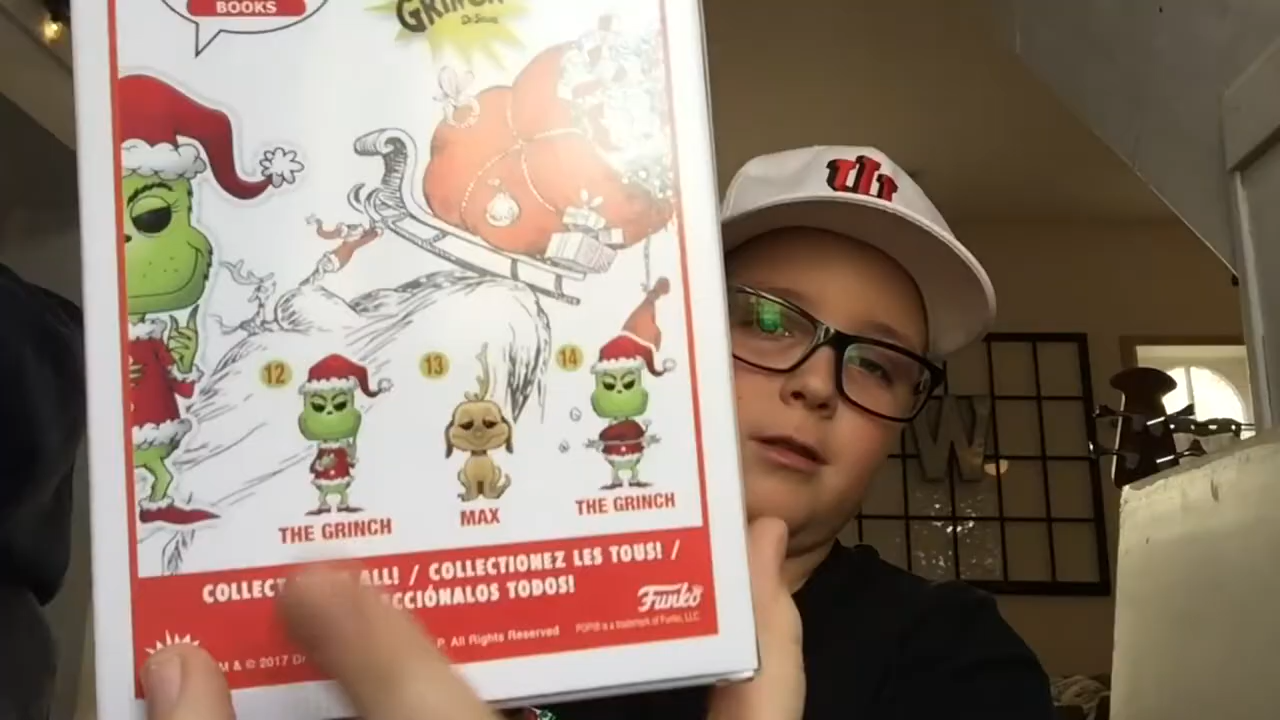 BOOKS
GRINCH
Dr. Seuss
12
13
14
THE GRINCH
MAX
THE GRINCH
COLLECT ALL! / COLLECTIONEZ LES TOUS! /
CCIÓNALOS TODOS!
Funko
P. All Rights Reserved
POP!® is a trademark of Funko, LLC
M & © 2017 Dr
W